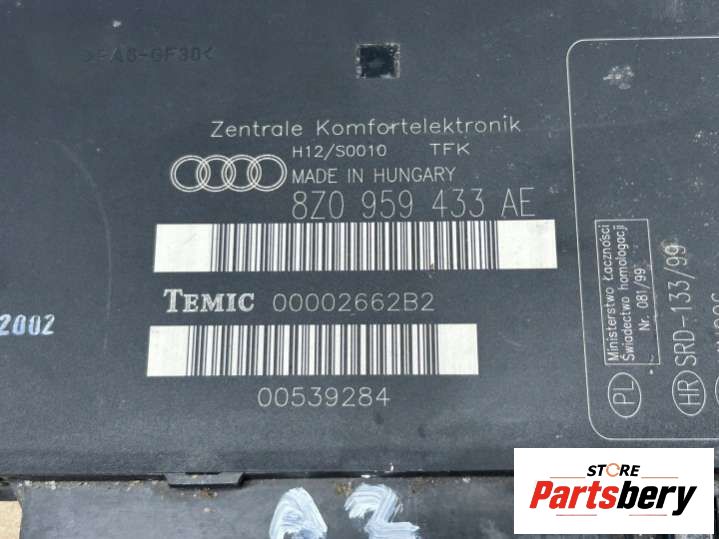 >PA6-GF30<
Zentrale Komfortelektronik
H12/S0010 TFK
MADE IN HUNGARY
8Z0 959 433 AE
TEMIC 00002662B2
2002
00539284
Ministerstwo Łączności
Świadectwo homologacji
Nr. 081/99
PL
HR SRD-133/99
STORE
Partsbery